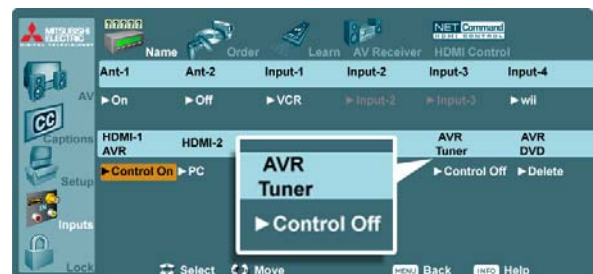 MITSUBISHI
ELECTRIC
DIGITAL TELEVISION
Name
Order
Learn
AV Receiver
NET Command
HDMI CONTROL
HDMI Control
AV
Captions
CC
Setup
Inputs
Lock
Ant-1 Ant-2 Input-1 Input-2 Input-3 Input-4
►On ►Off ►VCR ►Input-2 ►Input-3 ►wii
HDMI-1 HDMI-2 AVR AVR
AVR Tuner DVD
►Control On ►PC ►Control Off ►Delete
AVR
Tuner
►Control Off
Select Move MENU Back INFO Help